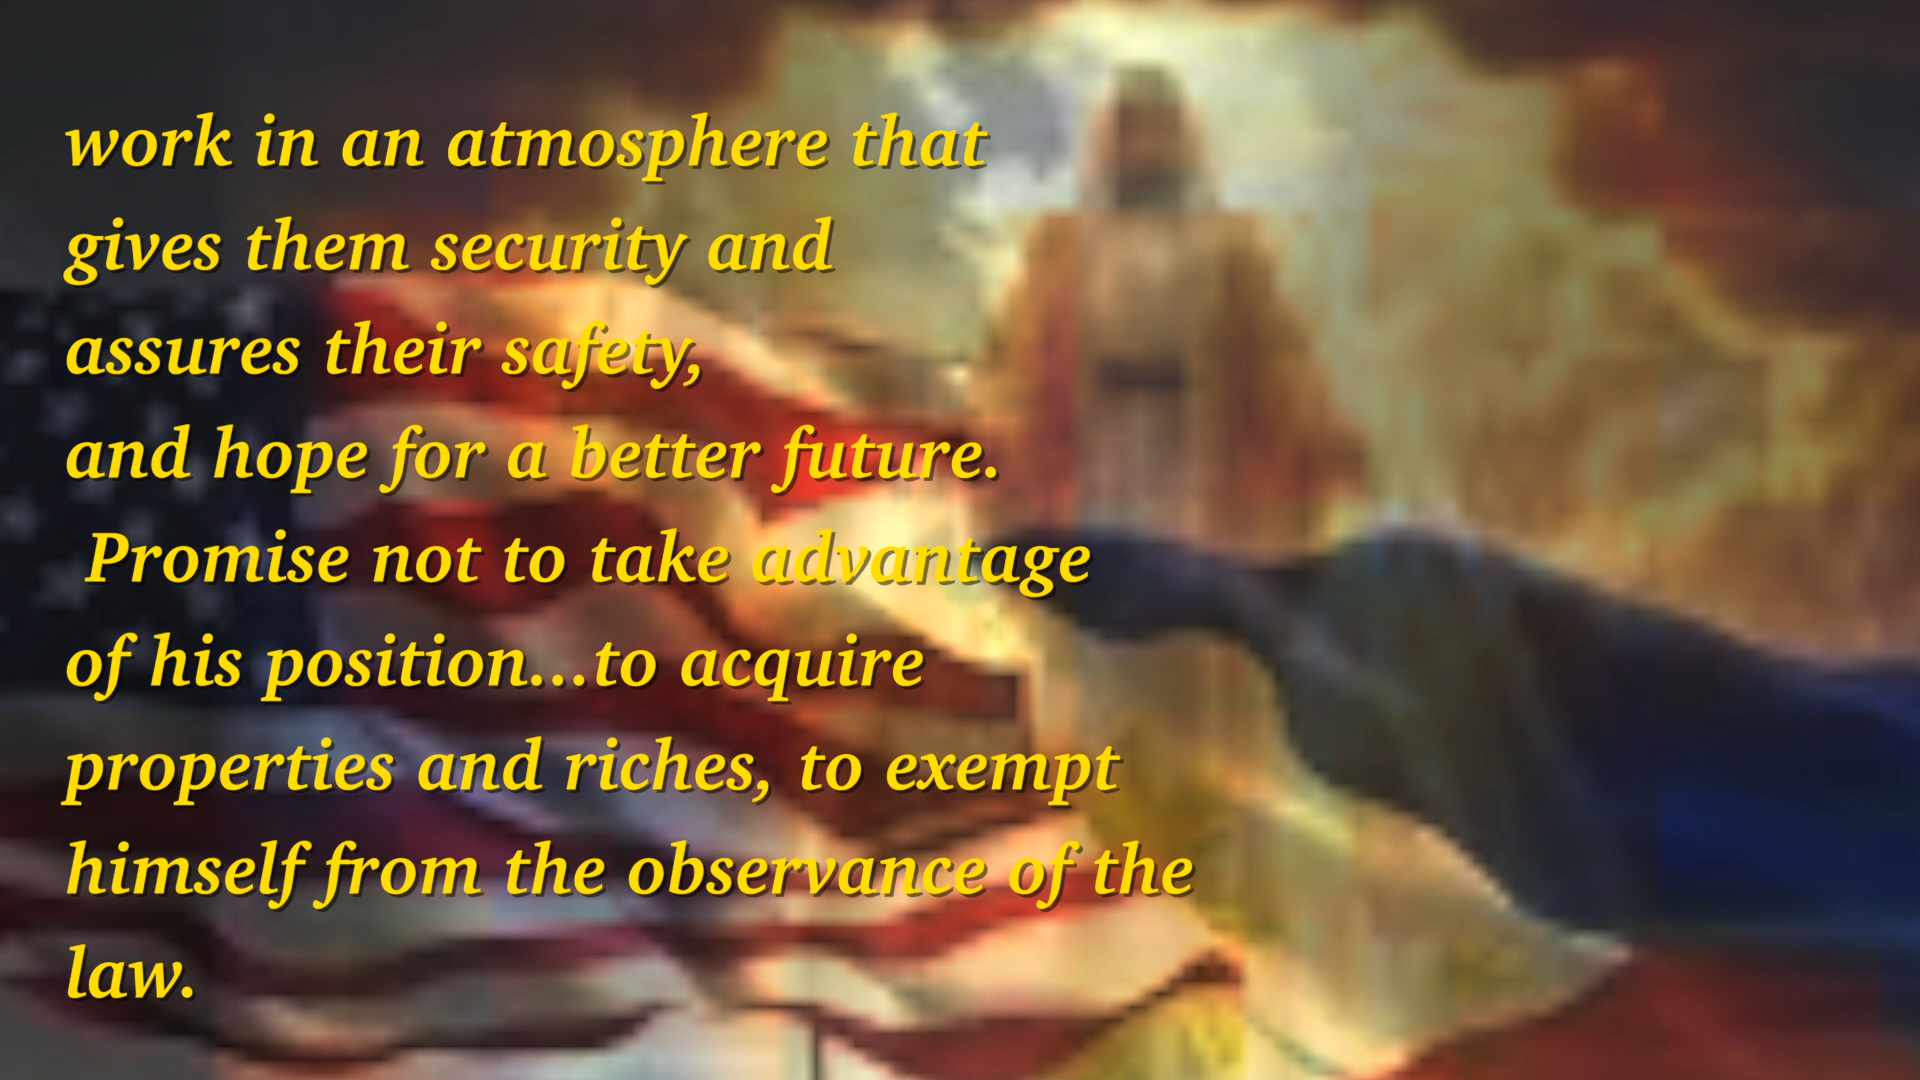 work in an atmosphere that
gives them security and
assures their safety,
and hope for a better future.
Promise not to take advantage
of his position...to acquire
properties and riches, to exempt
himself from the observance of the
law.